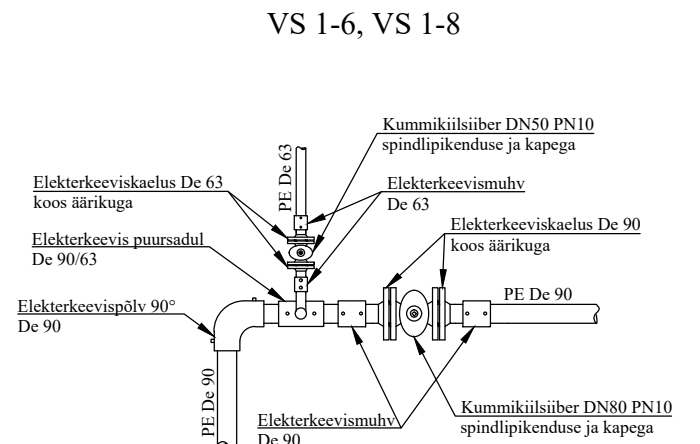 VS 1-6, VS 1-8
Kummikiilsiiber DN50 PN10
spindlipikenduse ja kapega
PE De 63
Elekterkeeviskaelus De 63
koos äärikuga
Elekterkeevismuhv
De 63
Elekterkeeviskaelus De 90
koos äärikuga
Elekterkeevis puursadul
De 90/63
PE De 90
Elekterkeevispõlv 90°
De 90
PE De 90
Elekterkeevismuhv
De 90
Kummikiilsiiber DN80 PN10
spindlipikenduse ja kapega